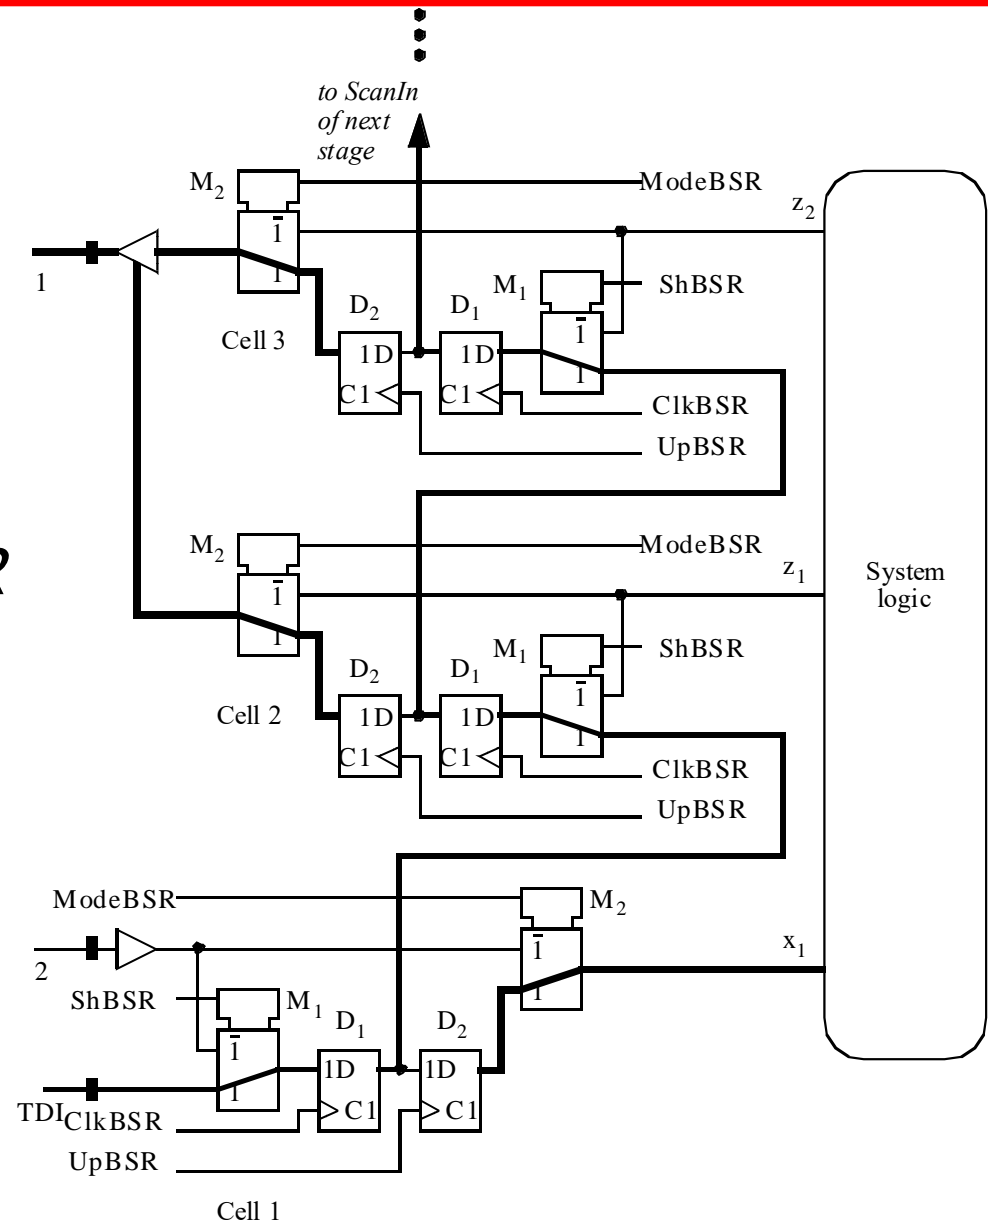 to ScanIn
of next
stage
M2
ModeBSR
z2
1̅
1
1
M1
ShBSR
D2
D1
1̅
Cell 3
1D
1D
1
C1
C1
ClkBSR
UpBSR
R
M2
ModeBSR
z1
1̅
1
System
logic
M1
ShBSR
D2
D1
1̅
Cell 2
1D
1D
1
C1
C1
ClkBSR
UpBSR
ModeBSR
M2
1̅
x1
2
1
ShBSR
M1
D1
D2
1̅
1D
1D
1
TDI
ClkBSR
C1
C1
UpBSR
Cell 1